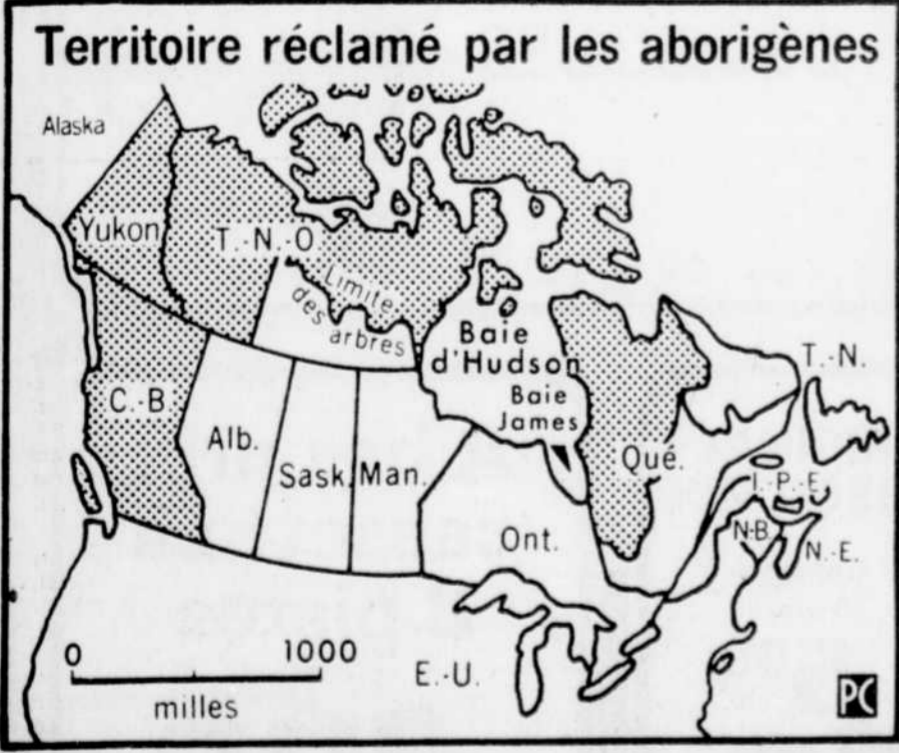 Territoire réclamé par les aborigènes
Alaska
Yukon
T.-N.-O
Limite
des
arbres
Baie
d'Hudson
Baie
James
T.-N.
C.-B
Alb.
Sask.
Man.
Qué.
I.-P.-E.
Ont.
N.-B.
N.-E.
0 1000
milles
E.-U.
PC